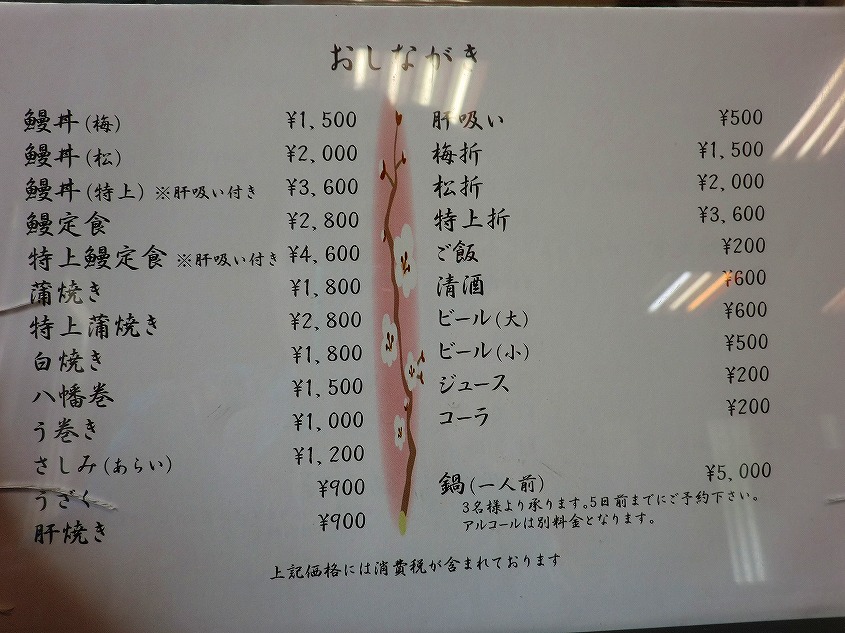 おしながき
鰻丼(梅) ¥1,500
鰻丼(松) ¥2,000
鰻丼(特上)※肝吸い付き ¥3,600
鰻定食 ¥2,800
特上鰻定食 ※肝吸い付き ¥4,600
蒲焼き ¥1,800
特上蒲焼き ¥2,800
白焼き ¥1,800
八幡巻 ¥1,500
う巻き ¥1,000
さしみ(あらい) ¥1,200
うざく ¥900
肝焼き ¥900
肝吸い ¥500
梅折 ¥1,500
松折 ¥2,000
特上折 ¥3,600
ご飯 ¥200
清酒 ¥600
ビール(大) ¥600
ビール(小) ¥500
ジュース ¥200
コーラ ¥200
鍋(一人前) ¥5,000
3名様より承ります。5日前までにご予約下さい。
アルコールは別料金となります。
上記価格には消費税が含まれております